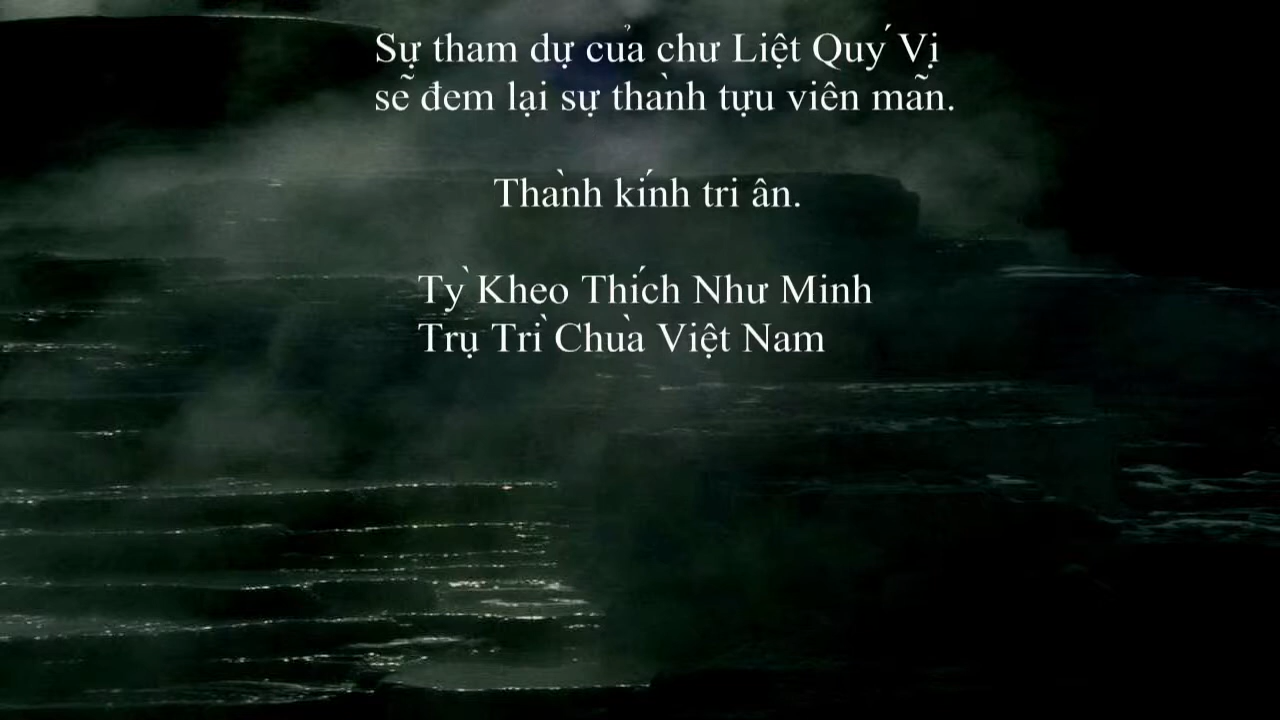 Sự tham dự của chư Liệt Quý Vị
sẽ đem lại sự thành tựu viên mãn.
Thành kính tri ân.
Tỳ Kheo Thích Như Minh
Trụ Trì Chùa Việt Nam